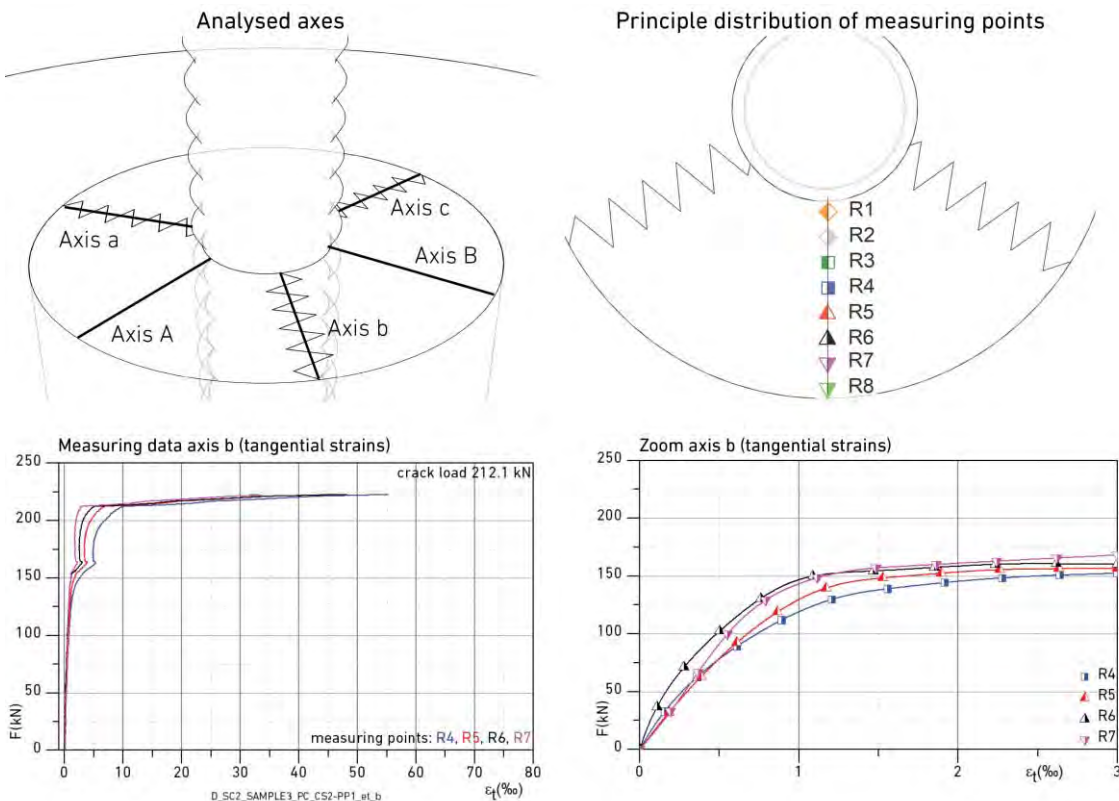 Analysed axes
Axis a
Axis c
Axis B
Axis A
Axis b
Principle distribution of measuring points
R1
R2
R3
R4
R5
R6
R7
R8
Measuring data axis b (tangential strains)
crack load 212.1 kN
250
200
150
100
50
0
F(kN)
measuring points: R4, R5, R6, R7
0 10 20 30 40 50 60 70 80
εt(‰)
D_SC2_SAMPLE3_PC_CS2-PP1_et_b
Zoom axis b (tangential strains)
250
200
150
100
50
0
F(kN)
R4
R5
R6
R7
0 1 2 3
εt(‰)